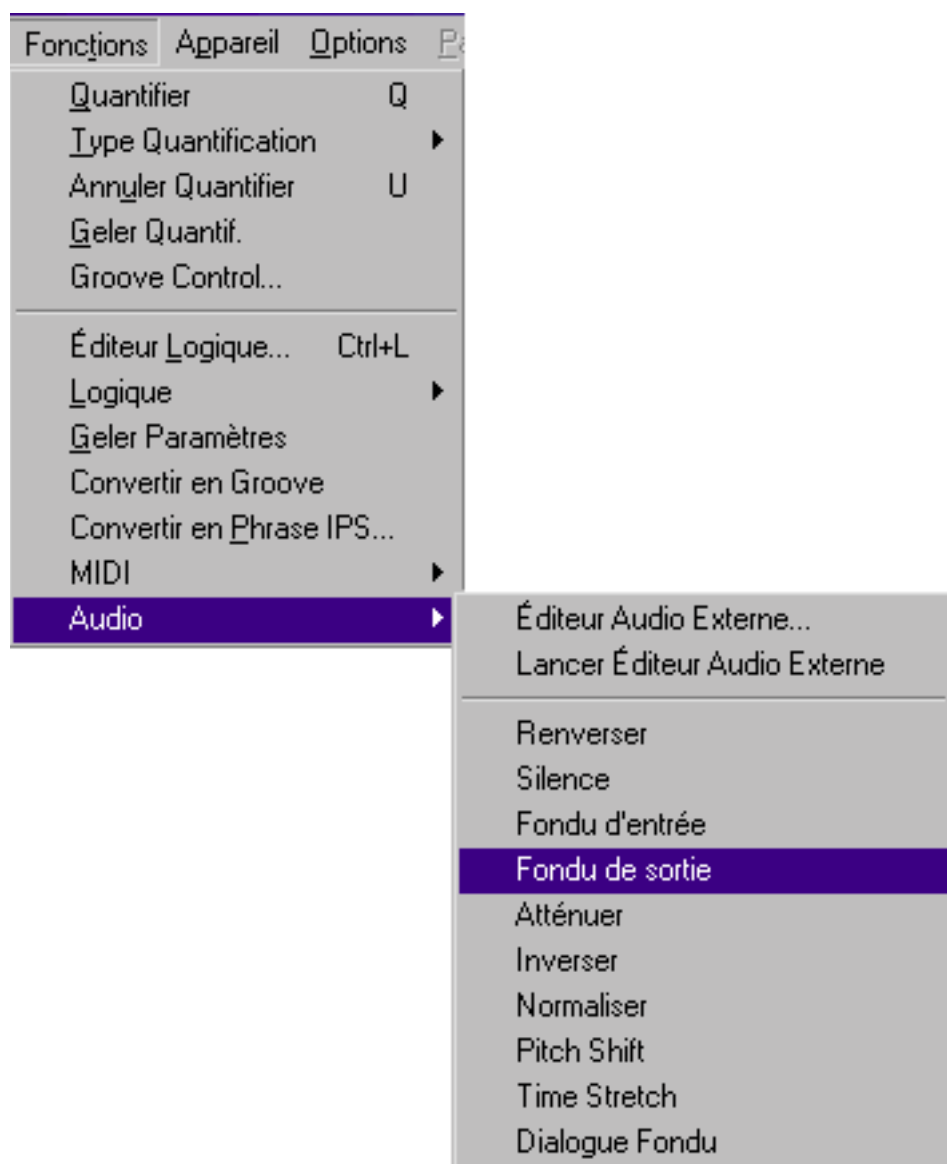 Fonctions Appareil Options
Quantifier Q
Type Quantification
Annuler Quantifier U
Geler Quantif.
Groove Control...
Éditeur Logique... Ctrl+L
Logique
Geler Paramètres
Convertir en Groove
Convertir en Phrase IPS...
MIDI
Audio
Éditeur Audio Externe...
Lancer Éditeur Audio Externe
Renverser
Silence
Fondu d'entrée
Fondu de sortie
Atténuer
Inverser
Normaliser
Pitch Shift
Time Stretch
Dialogue Fondu